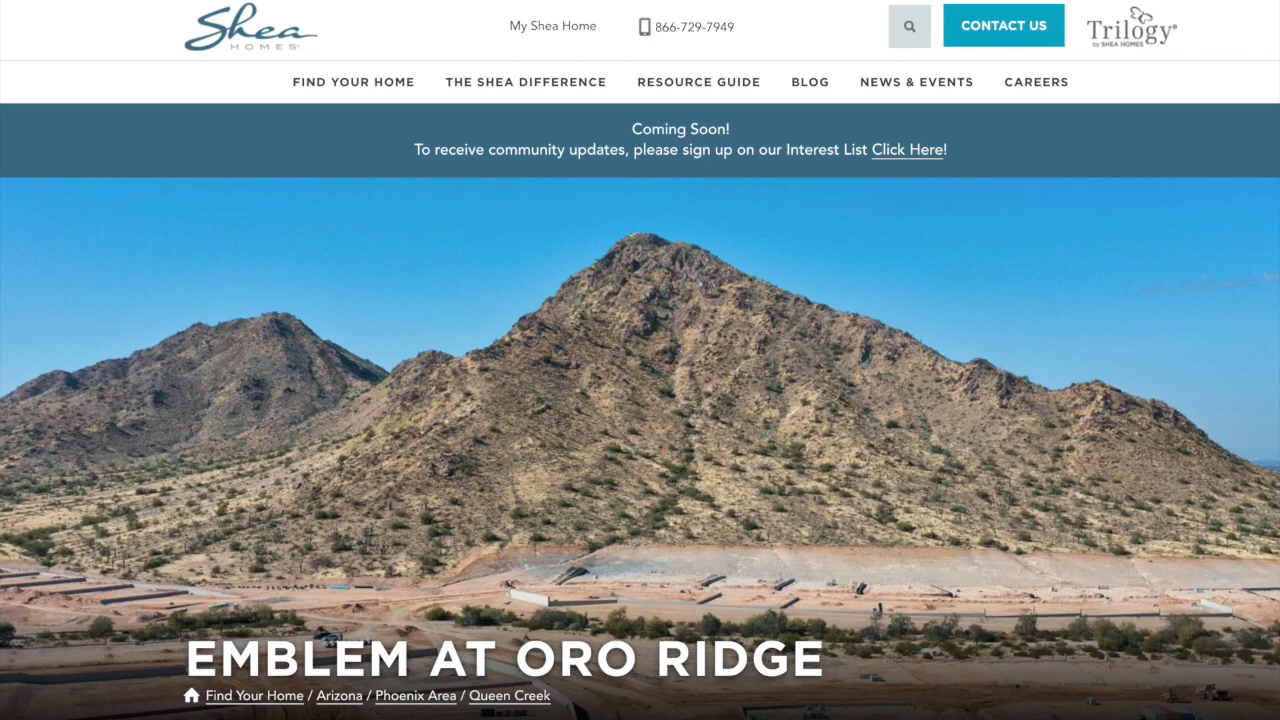 Shea
HOMES®
My Shea Home
866-729-7949
CONTACT US
Trilogy®
by SHEA HOMES
FIND YOUR HOME
THE SHEA DIFFERENCE
RESOURCE GUIDE
BLOG
NEWS & EVENTS
CAREERS
Coming Soon!
To receive community updates, please sign up on our Interest List Click Here!
EMBLEM AT ORO RIDGE
Find Your Home / Arizona / Phoenix Area / Queen Creek